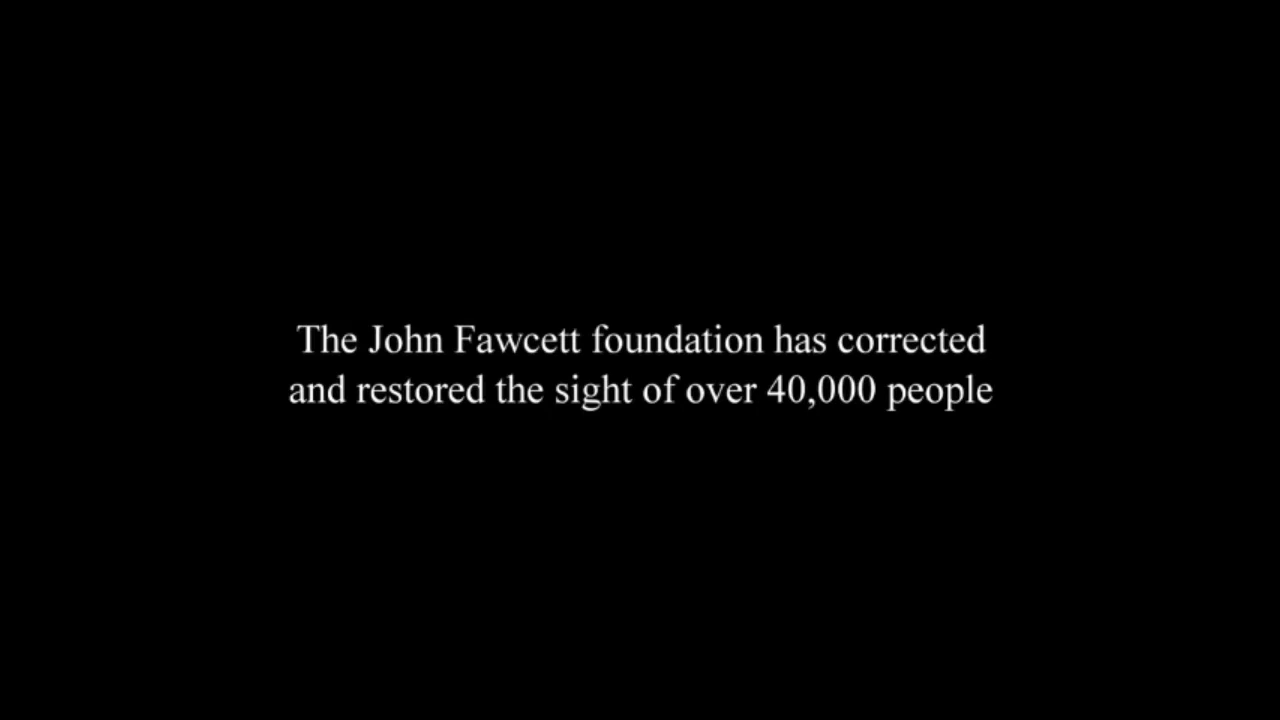 The John Fawcett foundation has corrected
and restored the sight of over 40,000 people